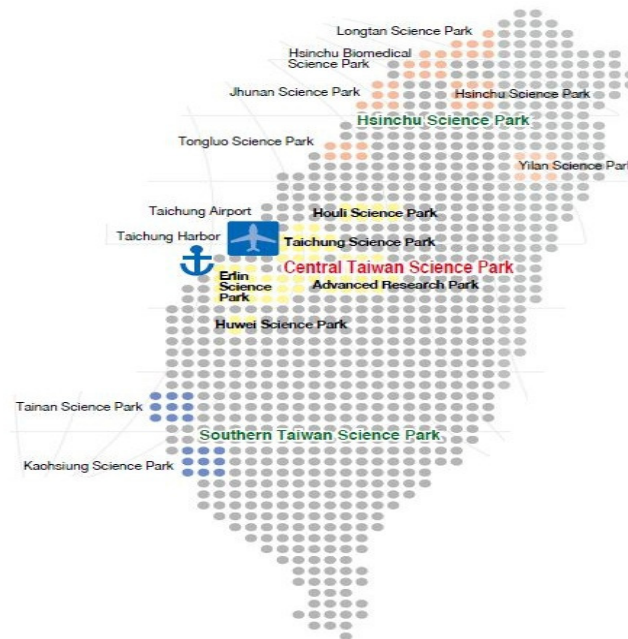 Longtan Science Park
Hsinchu Biomedical
Science Park
Jhunan Science Park
Hsinchu Science Park
Hsinchu Science Park
Tongluo Science Park
Yilan Science Park
Taichung Airport
Houli Science Park
Taichung Harbor
Taichung Science Park
Central Taiwan Science Park
Erlin
Science
Park
Advanced Research Park
Huwei Science Park
Tainan Science Park
Southern Taiwan Science Park
Kaohsiung Science Park